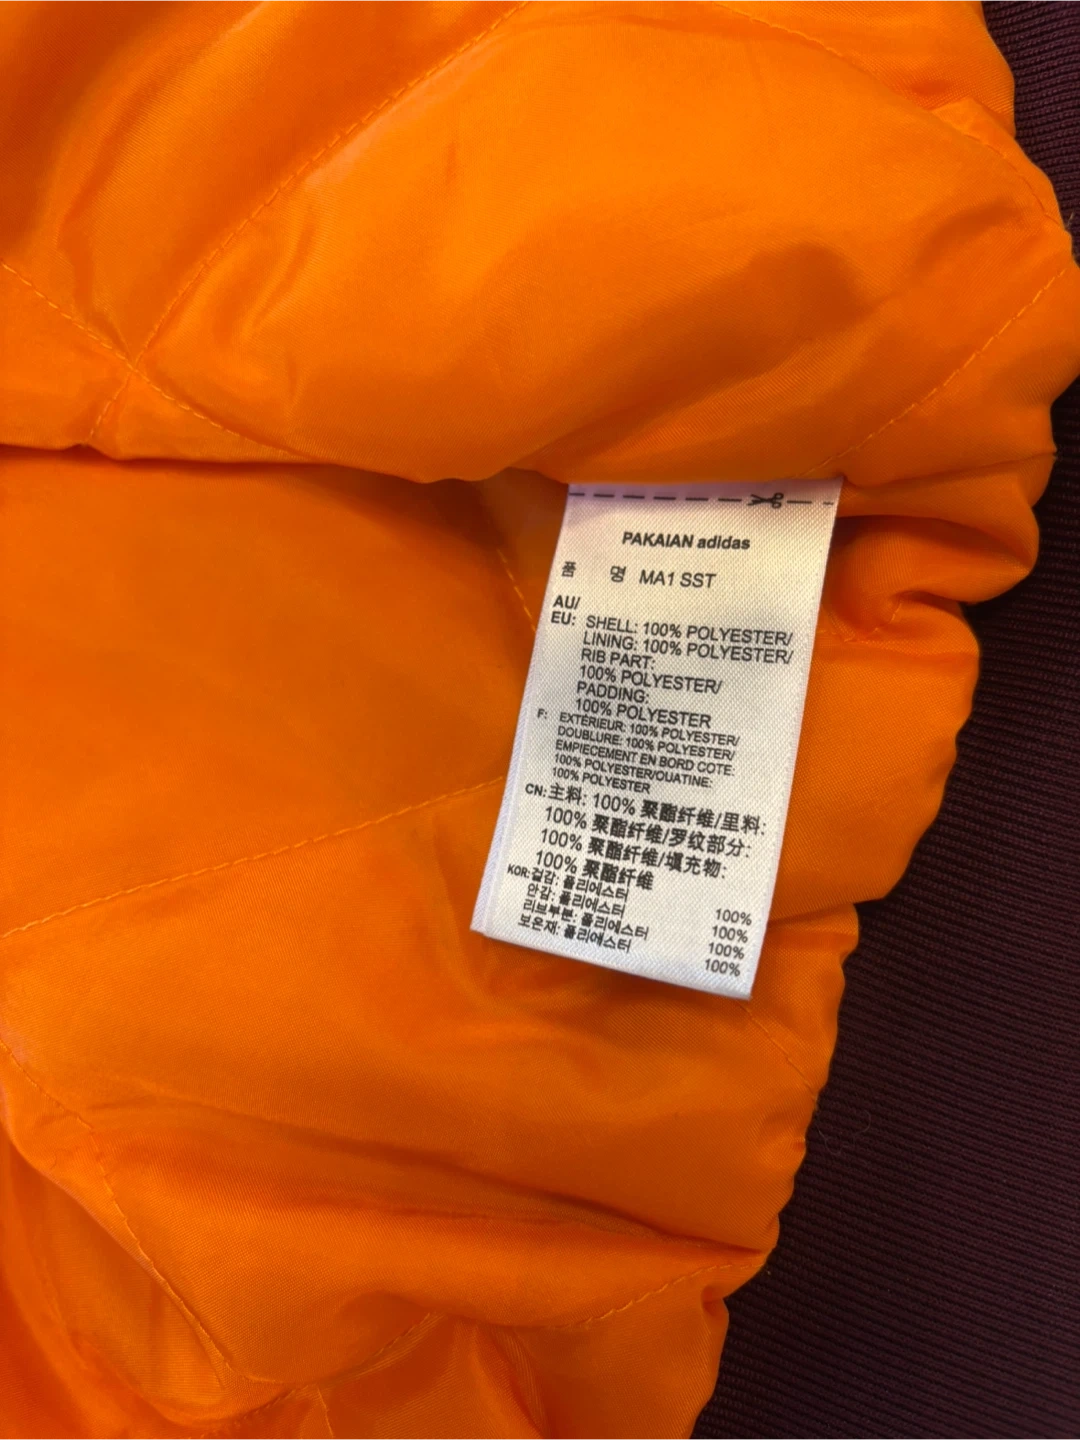 PAKAIAN adidas
품 명 MA1 SST
AU/
EU: SHELL: 100% POLYESTER/
LINING: 100% POLYESTER/
RIB PART:
100% POLYESTER/
PADDING:
100% POLYESTER
F: EXTÉRIEUR: 100% POLYESTER/
DOUBLURE: 100% POLYESTER/
EMPIECEMENT EN BORD COTE:
100% POLYESTER/OUATINE:
100% POLYESTER
CN: 主料: 100% 聚酯纤维/里料:
100% 聚酯纤维/罗纹部分:
100% 聚酯纤维/填充物:
100% 聚酯纤维
KOR: 겉감: 폴리에스터 100%
안감: 폴리에스터 100%
리브부분: 폴리에스터 100%
보온재: 폴리에스터 100%